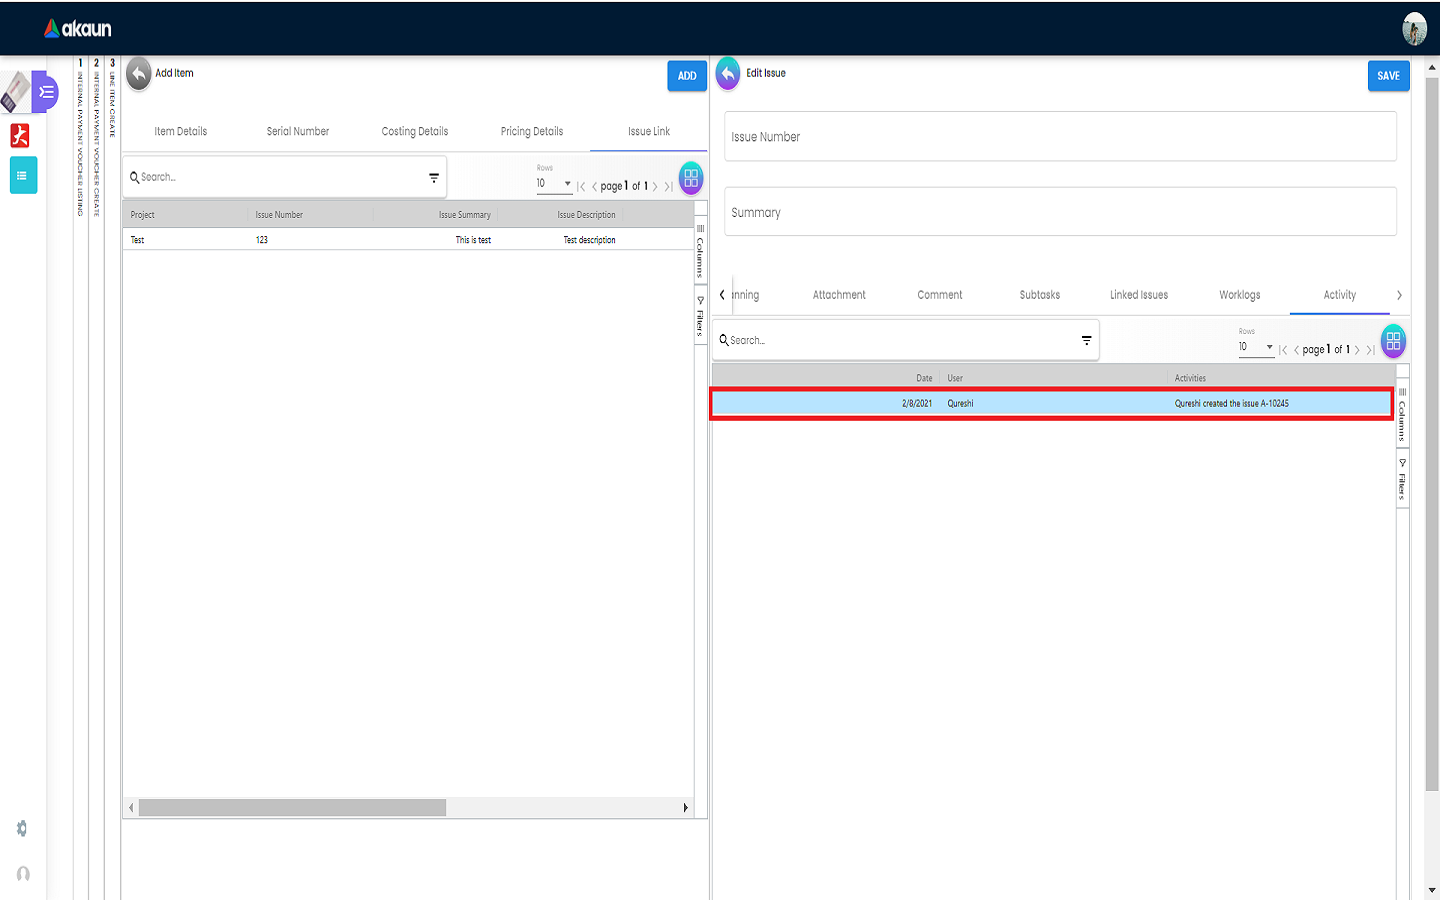 akaun
1 INTERNAL PAYMENT VOUCHER LISTING
2 INTERNAL PAYMENT VOUCHER CREATE
3 LINE ITEM CREATE
Add Item
ADD
Item Details Serial Number Costing Details Pricing Details Issue Link
Search...
Rows
10
page 1 of 1
Project Issue Number Issue Summary Issue Description
Test 123 This is test Test description
Columns
Filters
Edit Issue
SAVE
Issue Number
Summary
nning Attachment Comment Subtasks Linked Issues Worklogs Activity
Search...
Rows
10
page 1 of 1
Date User Activities
2/8/2021 Qureshi Qureshi created the issue A-10245
Columns
Filters